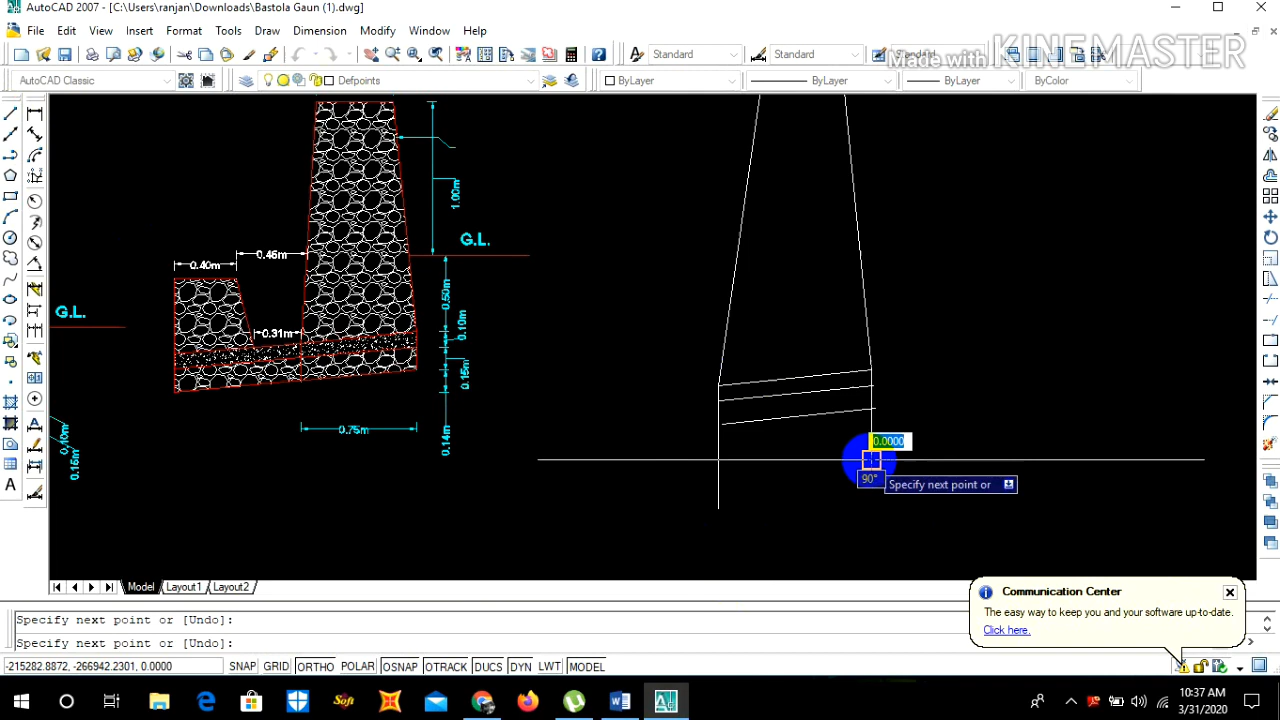 AutoCAD 2007 - [C:\Users\ranjan\Downloads\Bastola Gaun (1).dwg]
File Edit View Insert Format Tools Draw Dimension Modify Window Help
Standard Standard Standard
Made with KINEMASTER
AutoCAD Classic Defpoints ByLayer ByLayer ByLayer ByColor
1.00m
G.L.
0.46m
0.40m
0.50m
G.L.
0.10m
0.31m
0.15m
0.75m
0.14m
0.10m
0.15m
0.0000
90°
Specify next point or
Model Layout1 Layout2
Communication Center
The easy way to keep you and your software up-to-date.
Click here.
Specify next point or [Undo]:
Specify next point or [Undo]:
-215282.8872, -266942.2301, 0.0000 SNAP GRID ORTHO POLAR OSNAP OTRACK DUCS DYN LWT MODEL
Soft
10:37 AM
3/31/2020